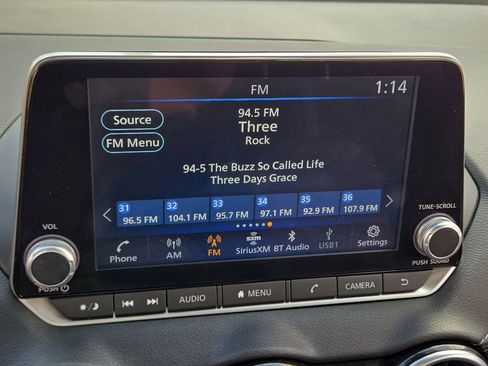 FM 1:14
Source
94.5 FM
Three
FM Menu
Rock
94-5 The Buzz So Called Life
Three Days Grace
31 32 33 34 35 36
96.5 FM 104.1 FM 95.7 FM 97.1 FM 92.9 FM 107.9 FM
VOL
TUNE-SCROLL
Phone AM FM sxm SiriusXM BT Audio USB1 Settings
PUSH
PUSH SOUND
AUDIO MENU CAMERA